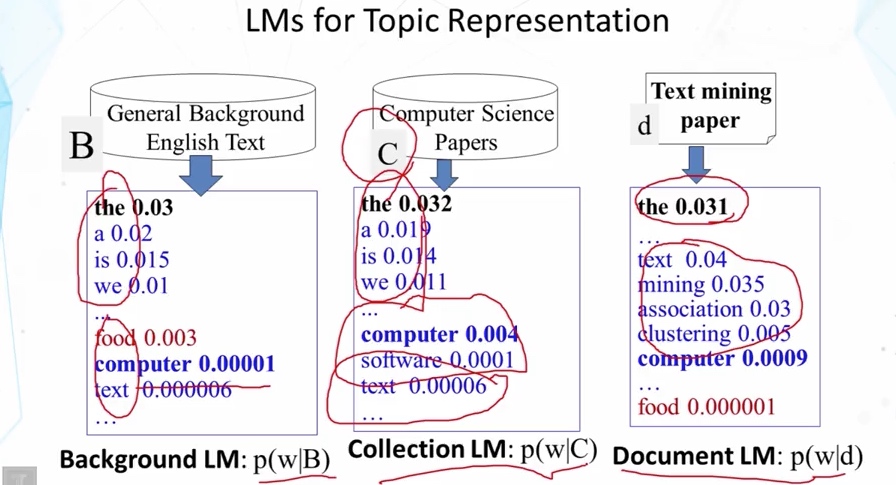 LMs for Topic Representation
B
General Background
English Text
the 0.03
a 0.02
is 0.015
we 0.01
...
food 0.003
computer 0.00001
text 0.000006
...
Background LM: p(w|B)
C
Computer Science
Papers
the 0.032
a 0.019
is 0.014
we 0.011
...
computer 0.004
software 0.0001
text 0.00006
...
Collection LM: p(w|C)
d
Text mining
paper
the 0.031
...
text 0.04
mining 0.035
association 0.03
clustering 0.005
computer 0.0009
...
food 0.000001
Document LM: p(w|d)